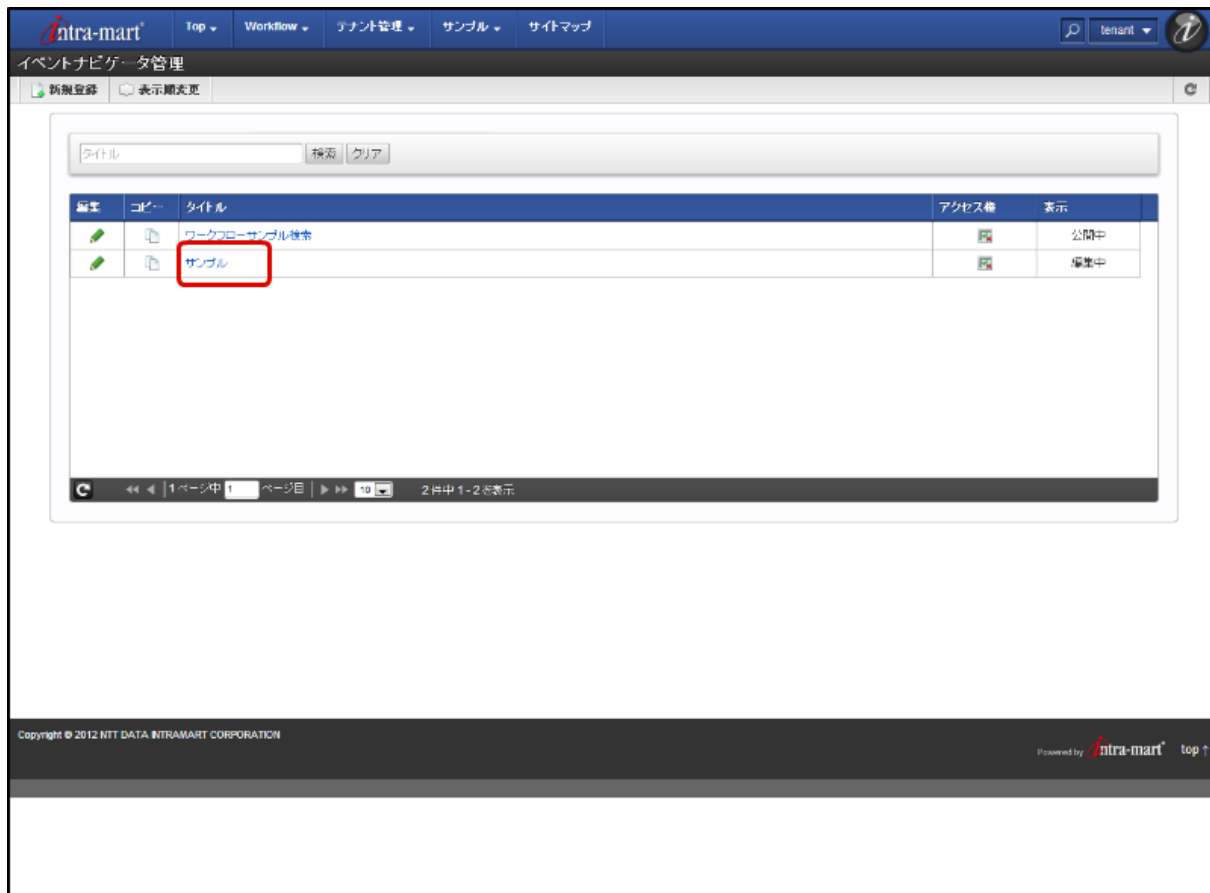 intra-mart Top Workflow テナント管理 サンプル サイトマップ tenant
イベントナビゲータ管理
新規登録 表示順変更
タイトル 検索 クリア
編集 コピー タイトル アクセス権 表示
ワークフローサンプル検索 公開中
サンプル 編集中
1 ページ中 1 ページ目 10 2 件中 1 - 2 を表示
Copyright © 2012 NTT DATA INTRAMART CORPORATION
Powered by intra-mart top ↑